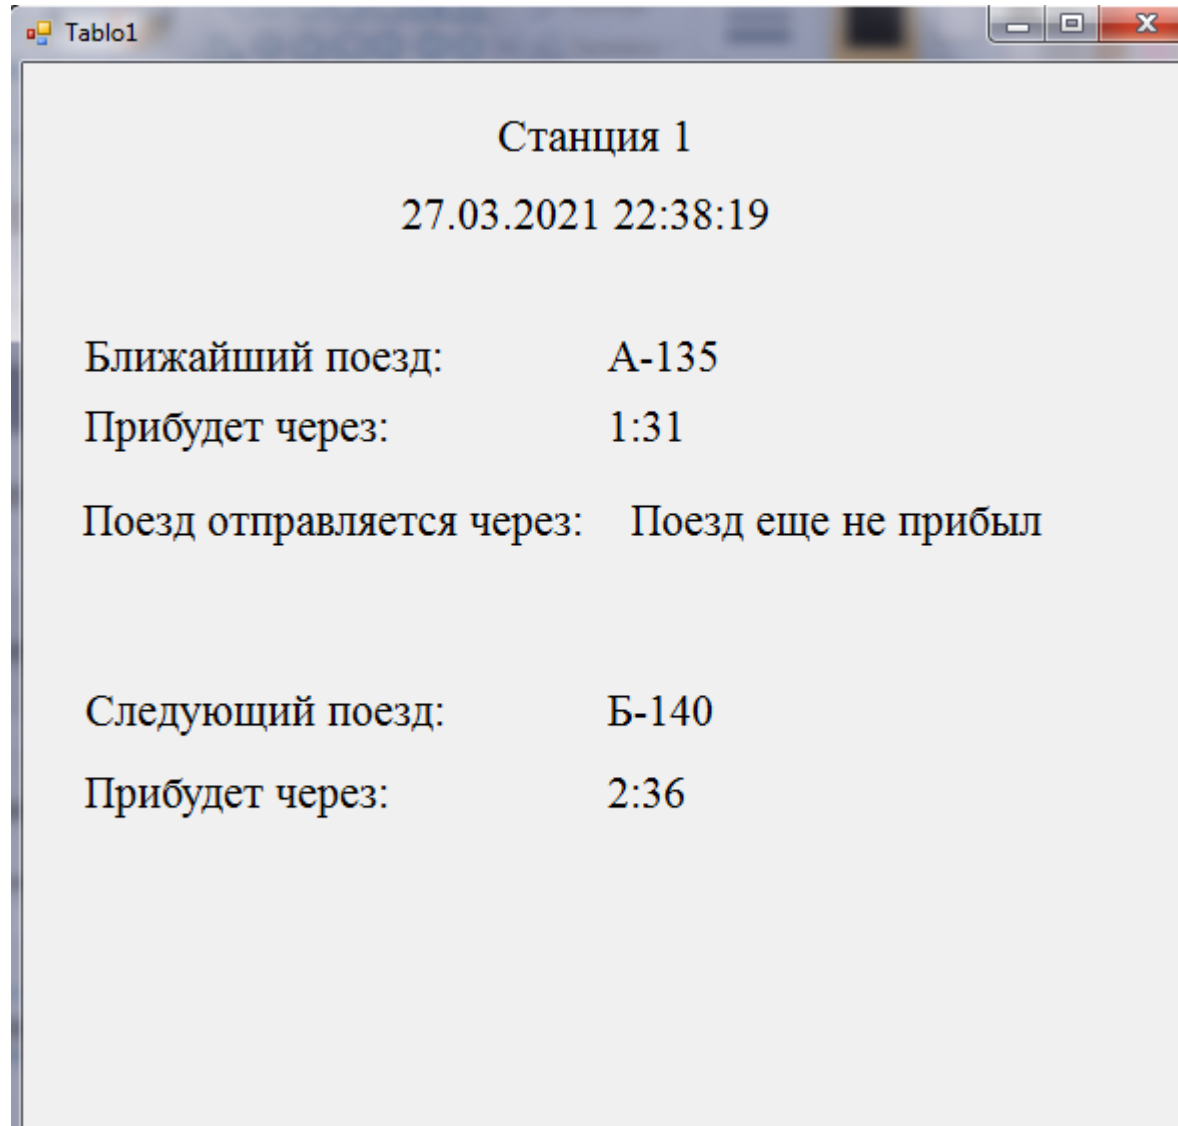 Tablo1
Станция 1
27.03.2021 22:38:19
Ближайший поезд: А-135
Прибудет через: 1:31
Поезд отправляется через: Поезд еще не прибыл
Следующий поезд: Б-140
Прибудет через: 2:36